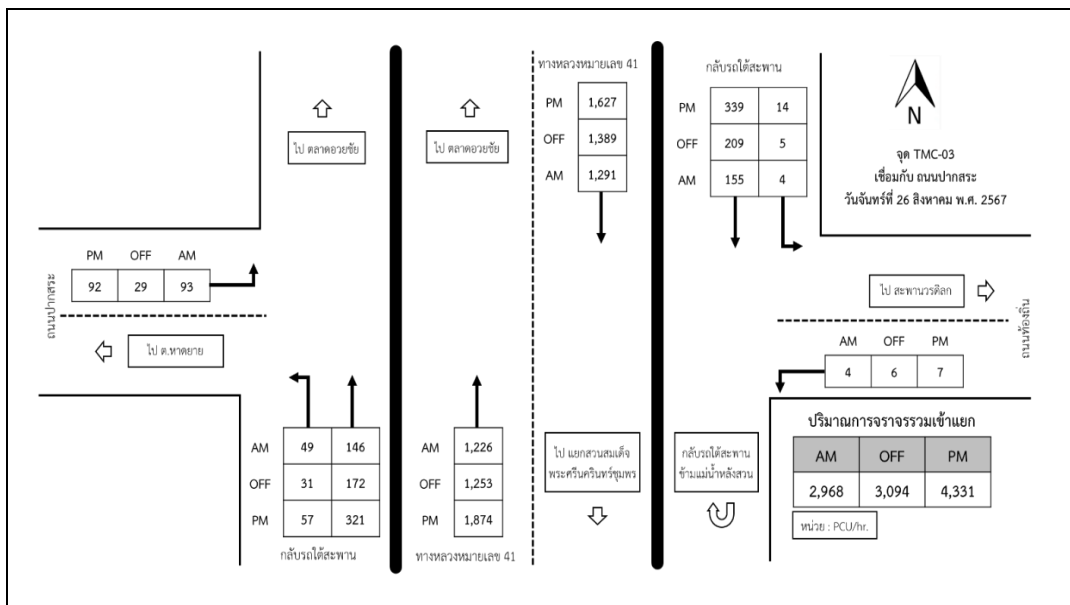 ทางหลวงหมายเลข 41
PM 1,627
OFF 1,389
AM 1,291
กลับรถใต้สะพาน
PM 339 14
OFF 209 5
AM 155 4
N
จุด TMC-03
เชื่อมกับ ถนนปากสระ
วันจันทร์ที่ 26 สิงหาคม พ.ศ. 2567
ไป ตลาดอวยชัย
ไป ตลาดอวยชัย
PM OFF AM
92 29 93
ถนนปากสระ
ไป ต.หาดยาย
ไป สะพานวรดิลก
ถนนท้องถิ่น
AM OFF PM
4 6 7
AM 49 146
OFF 31 172
PM 57 321
กลับรถใต้สะพาน
AM 1,226
OFF 1,253
PM 1,874
ทางหลวงหมายเลข 41
ไป แยกสวนสมเด็จ
พระศรีนครินทร์ชุมพร
กลับรถใต้สะพาน
ข้ามแม่น้ำหลังสวน
ปริมาณการจราจรรวมเข้าแยก
AM OFF PM
2,968 3,094 4,331
หน่วย : PCU/hr.